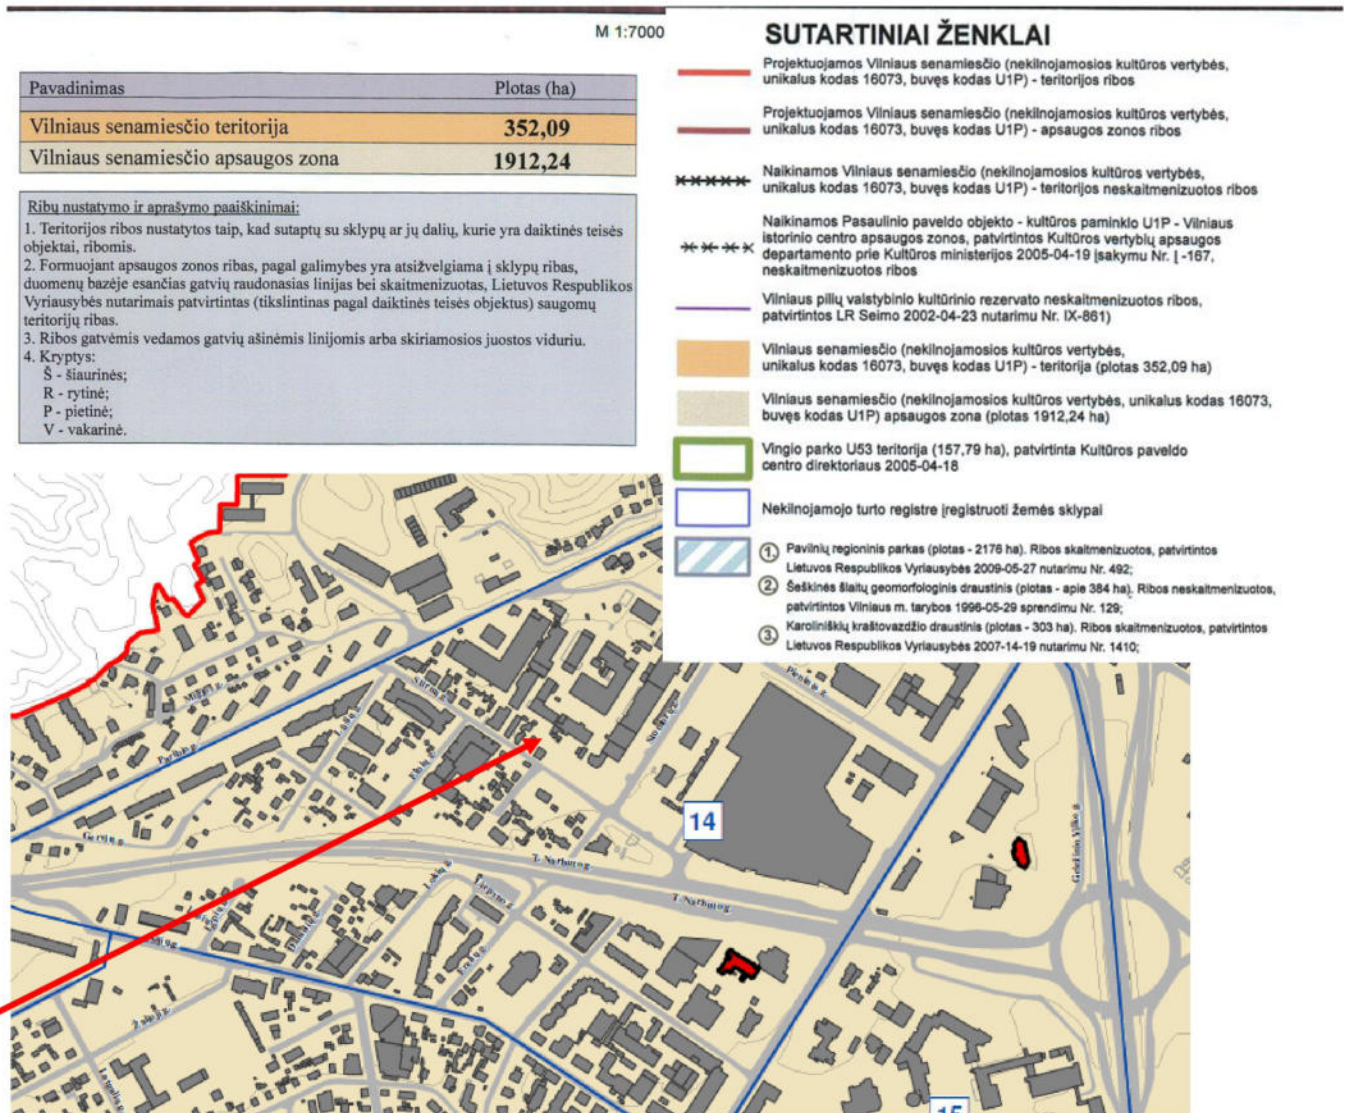 M 1:7000
Pavadinimas Plotas (ha)
Vilniaus senamiesčio teritorija 352,09
Vilniaus senamiesčio apsaugos zona 1912,24
Ribų nustatymo ir aprašymo paaiškinimai:
1. Teritorijos ribos nustatytos taip, kad sutaptų su sklypų ar jų dalių, kurie yra daiktinės teisės
objektai, ribomis.
2. Formuojant apsaugos zonos ribas, pagal galimybes yra atsižvelgiama į sklypų ribas,
duomenų bazėje esančias gatvių raudonasias linijas bei skaitmenizuotas, Lietuvos Respublikos
Vyriausybės nutarimais patvirtintas (tikslintinas pagal daiktinės teisės objektus) saugomų
teritorijų ribas.
3. Ribos gatvėmis vedamos gatvių ašinėmis linijomis arba skiriamosios juostos viduriu.
4. Kryptys:
Š - šiaurinės;
R - rytinė;
P - pietinė;
V - vakarinė.
SUTARTINIAI ŽENKLAI
Projektuojamos Vilniaus senamiesčio (nekilnojamosios kultūros vertybės,
unikalus kodas 16073, buvęs kodas U1P) - teritorijos ribos
Projektuojamos Vilniaus senamiesčio (nekilnojamosios kultūros vertybės,
unikalus kodas 16073, buvęs kodas U1P) - apsaugos zonos ribos
Naikinamos Vilniaus senamiesčio (nekilnojamosios kultūros vertybės,
unikalus kodas 16073, buvęs kodas U1P) - teritorijos neskaitmenizuotos ribos
Naikinamos Pasaulinio paveldo objekto - kultūros paminklo U1P - Vilniaus
istorinio centro apsaugos zonos, patvirtintos Kultūros vertybių apsaugos
departamento prie Kultūros ministerijos 2005-04-19 įsakymu Nr. Į -167,
neskaitmenizuotos ribos
Vilniaus pilių valstybinio kultūrinio rezervato neskaitmenizuotos ribos,
patvirtintos LR Seimo 2002-04-23 nutarimu Nr. IX-861)
Vilniaus senamiesčio (nekilnojamosios kultūros vertybės,
unikalus kodas 16073, buvęs kodas U1P) - teritorija (plotas 352,09 ha)
Vilniaus senamiesčio (nekilnojamosios kultūros vertybės, unikalus kodas 16073,
buvęs kodas U1P) apsaugos zona (plotas 1912,24 ha)
Vingio parko U53 teritorija (157,79 ha), patvirtinta Kultūros paveldo
centro direktoriaus 2005-04-18
Nekilnojamojo turto registre įregistruoti žemės sklypai
1. Pavilnių regioninis parkas (plotas - 2176 ha). Ribos skaitmenizuotos, patvirtintos
Lietuvos Respublikos Vyriausybės 2009-05-27 nutarimu Nr. 492;
2. Šeškinės šlaitų geomorfologinis draustinis (plotas - apie 384 ha). Ribos neskaitmenizuotos,
patvirtintos Vilniaus m. tarybos 1996-05-29 sprendimu Nr. 129;
3. Karoliniškių kraštovazdžio draustinis (plotas - 303 ha). Ribos skaitmenizuotos, patvirtintos
Lietuvos Respublikos Vyriausybės 2007-14-19 nutarimu Nr. 1410;
14
T. Narbuto g.
T. Narbuto g.
Geležinio Vilko g.
15